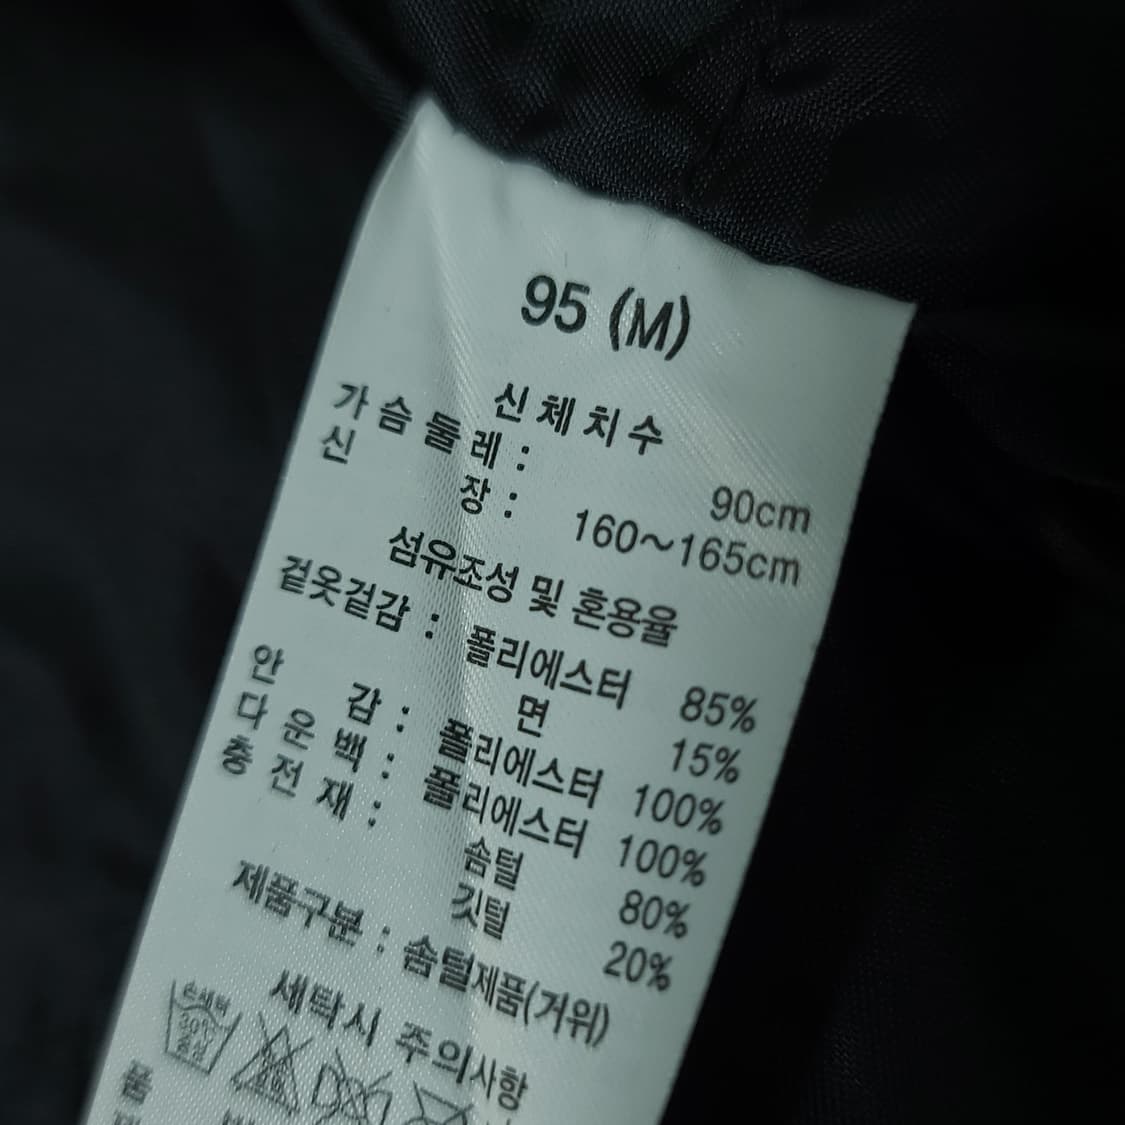 95 (M)
신체치수
가슴둘레 : 90cm
신 장 : 160~165cm
섬유조성 및 혼용율
겉옷겉감 : 폴리에스터 85%
면 15%
안 감 : 폴리에스터 100%
다운백 : 폴리에스터 100%
충전재 : 솜털 80%
깃털 20%
제품구분 : 솜털제품(거위)
세탁시 주의사항
손세탁